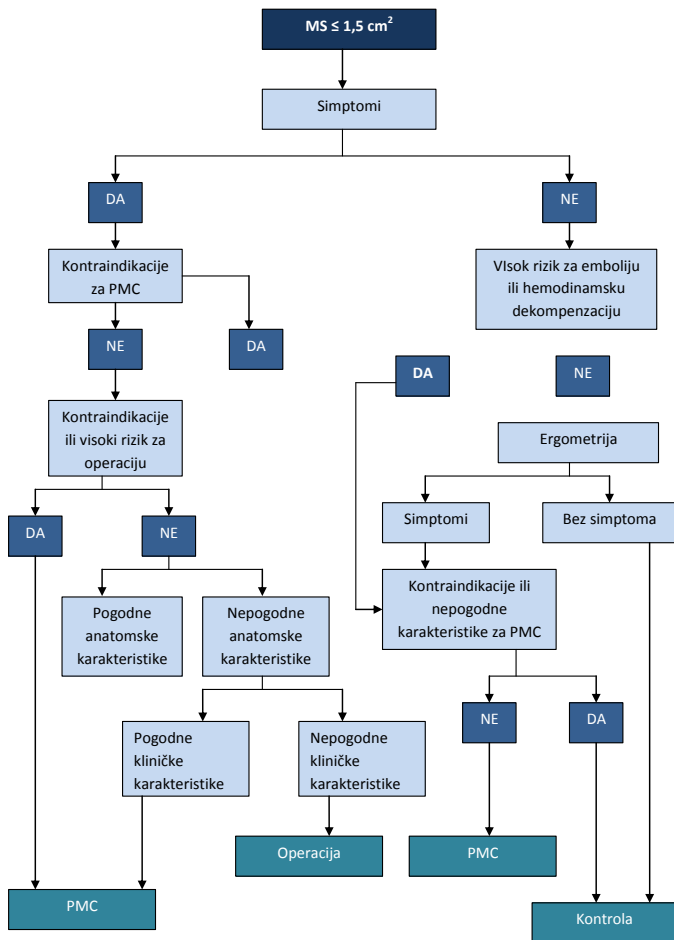 MS ≤ 1,5 cm²
Simptomi
DA
NE
Kontraindikacije
za PMC
VIsok rizik za emboliju
ili hemodinamsku
dekompenzaciju
NE
DA
DA
NE
Kontraindikacije
ili visoki rizik za
operaciju
Ergometrija
DA
NE
Simptomi
Bez simptoma
Pogodne
anatomske
karakteristike
Nepogodne
anatomske
karakteristike
Kontraindikacije ili
nepogodne
karakteristike za PMC
NE
DA
Pogodne
kliničke
karakteristike
Nepogodne
kliničke
karakteristike
Operacija
PMC
PMC
Kontrola